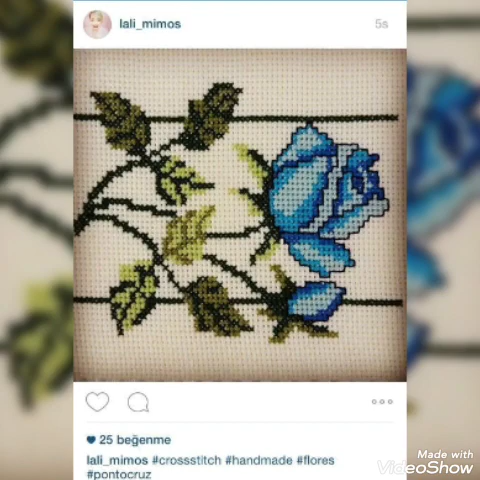 lali_mimos
5s
25 beğenme
lali_mimos #crossstitch #handmade #flores
#pontocruz
Made with
VideoShow